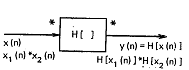 * *
H[ ]
x(n) y(n) = H[x(n)]
x₁(n)*x₂(n) H[x₁(n)]*H[x₂(n)]